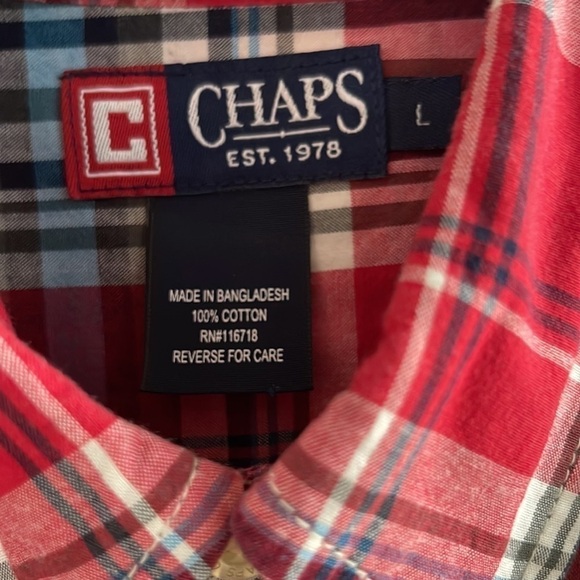 C CHAPS L
EST. 1978
MADE IN BANGLADESH
100% COTTON
RN#116718
REVERSE FOR CARE